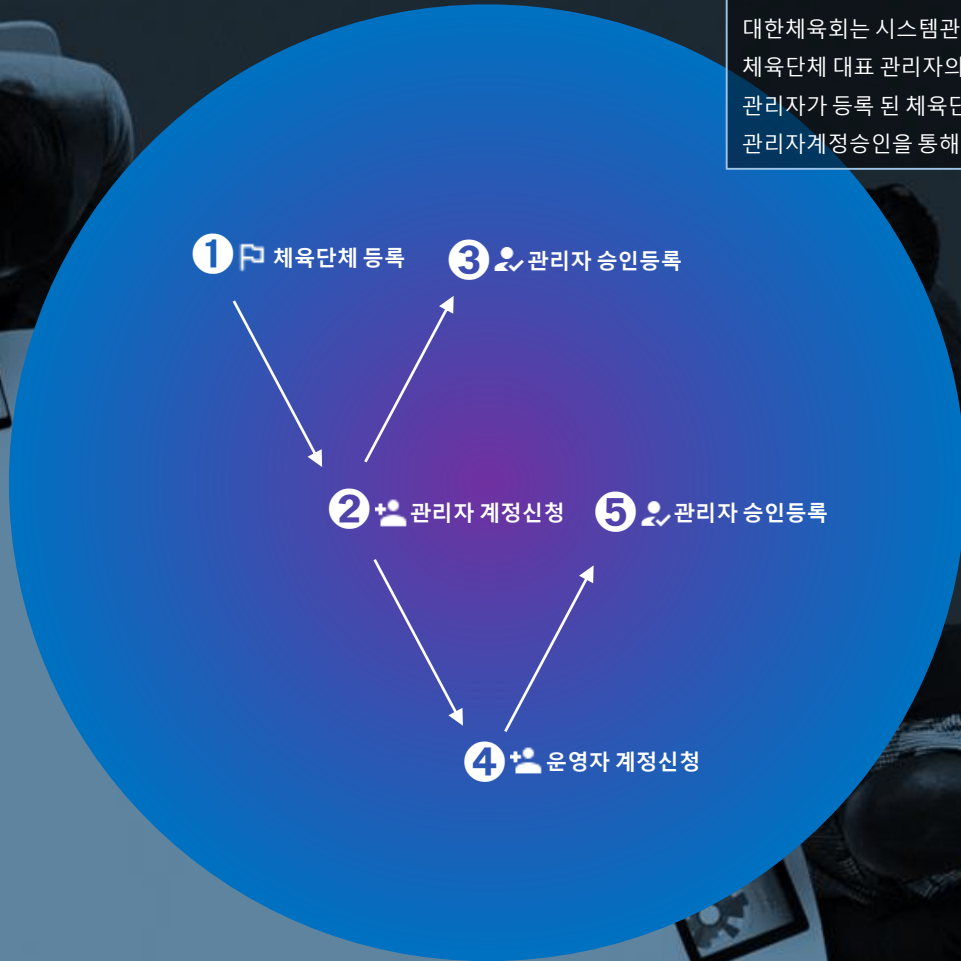 대한체육회는 시스템관
체육단체 대표 관리자의
관리자가 등록 된 체육단
관리자계정승인을 통해
1 체육단체 등록
3 관리자 승인등록
2 관리자 계정신청
5 관리자 승인등록
4 운영자 계정신청